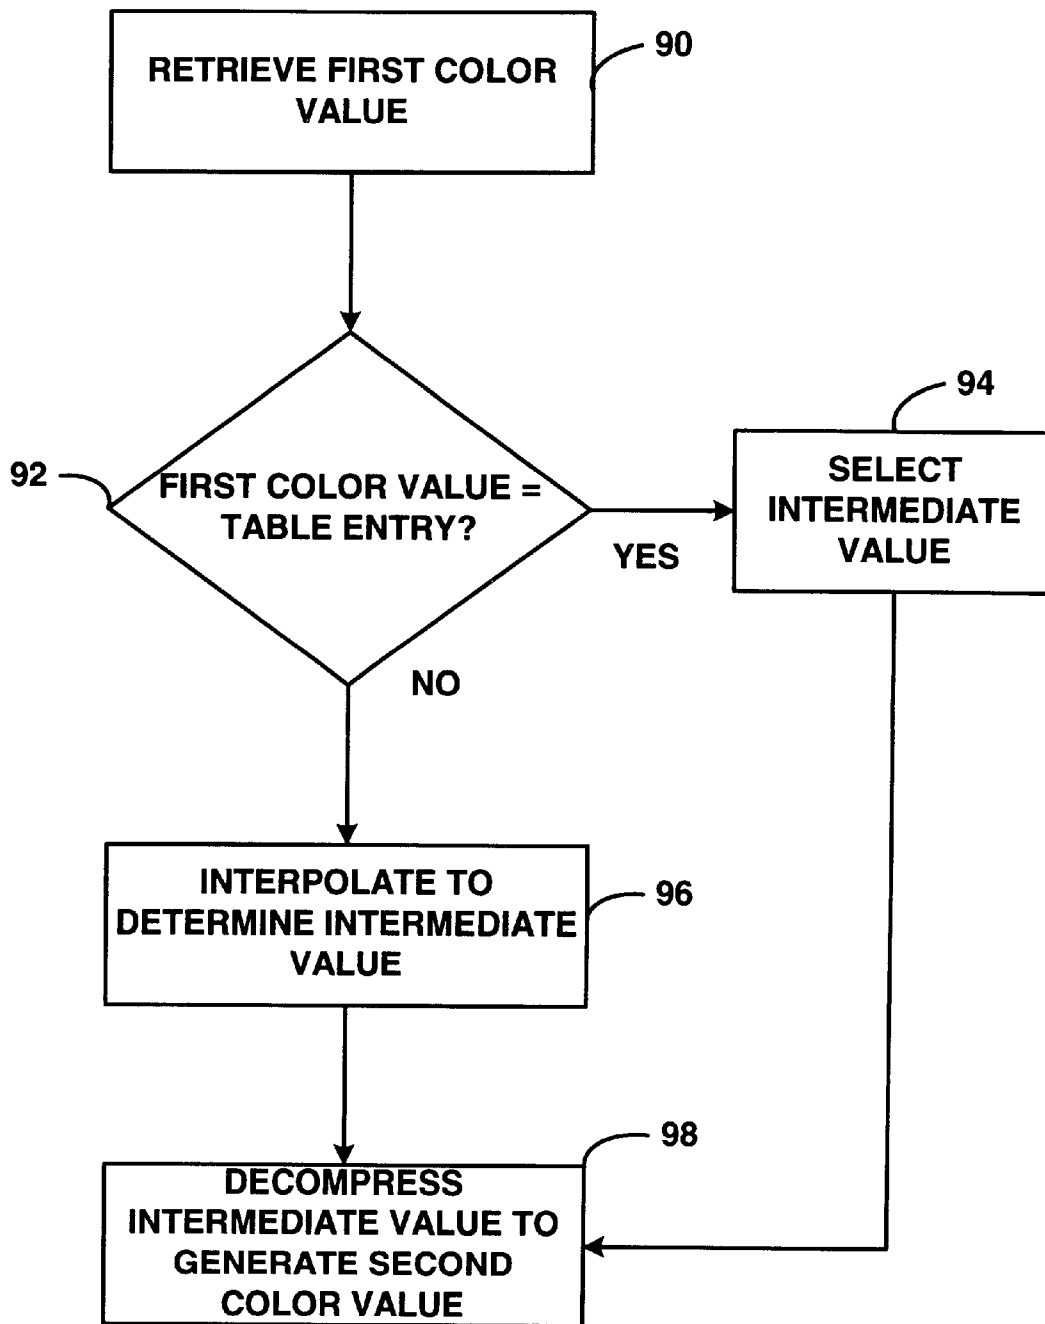 90
RETRIEVE FIRST COLOR
VALUE
92
FIRST COLOR VALUE =
TABLE ENTRY?
YES
94
SELECT
INTERMEDIATE
VALUE
NO
96
INTERPOLATE TO
DETERMINE INTERMEDIATE
VALUE
98
DECOMPRESS
INTERMEDIATE VALUE TO
GENERATE SECOND
COLOR VALUE